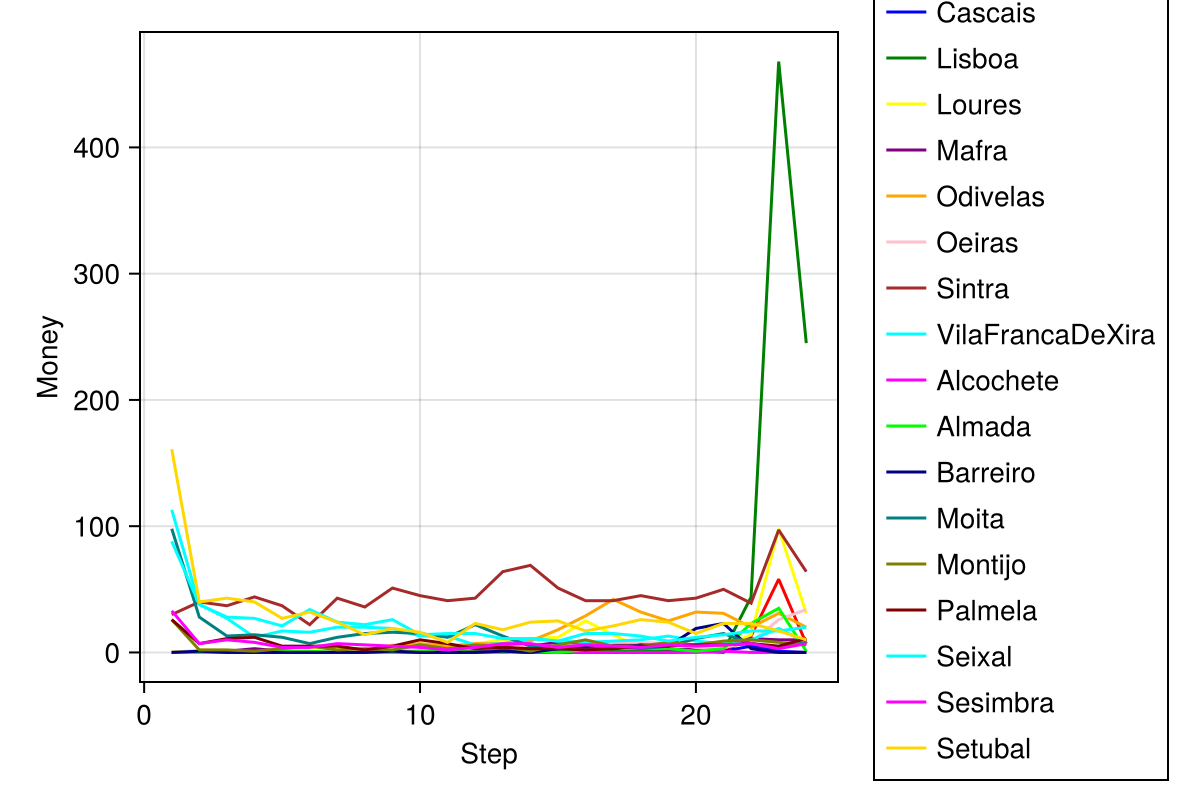 400
300
200
100
0
Money
0
10
20
Step
Cascais
Lisboa
Loures
Mafra
Odivelas
Oeiras
Sintra
VilaFrancaDeXira
Alcochete
Almada
Barreiro
Moita
Montijo
Palmela
Seixal
Sesimbra
Setubal